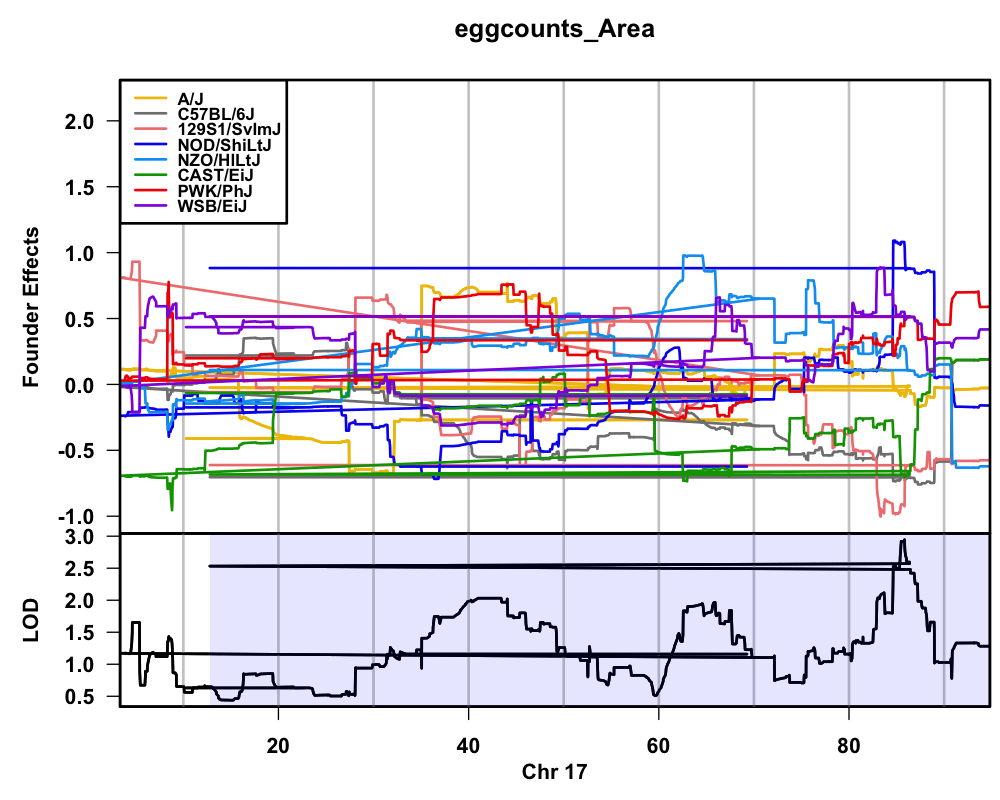 eggcounts_Area
A/J
C57BL/6J
129S1/SvImJ
NOD/ShiLtJ
NZO/HlLtJ
CAST/EiJ
PWK/PhJ
WSB/EiJ
Founder Effects
2.0
1.5
1.0
0.5
0.0
-0.5
-1.0
LOD
3.0
2.5
2.0
1.5
1.0
0.5
20 40 60 80
Chr 17